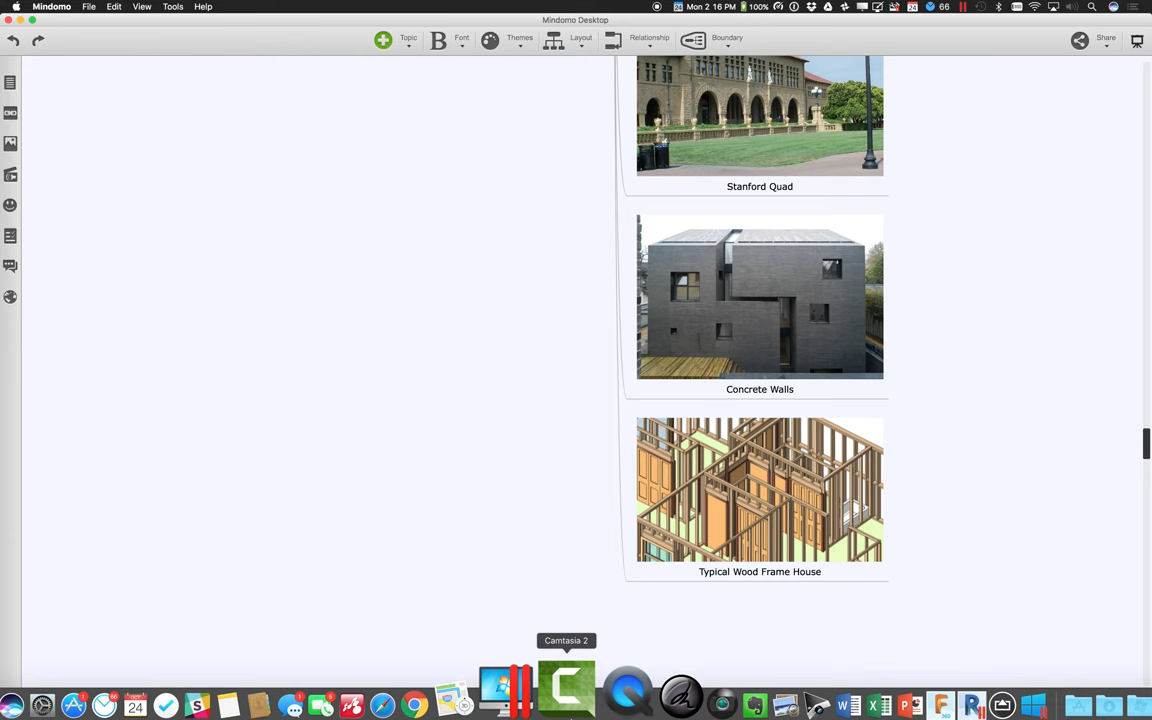 Mindomo File Edit View Tools Help
24 66 Mon 2 16 PM 100%
Mindomo Desktop
Topic Font Themes Layout Relationship Boundary Share
Stanford Quad
Concrete Walls
Typical Wood Frame House
Camtasia 2